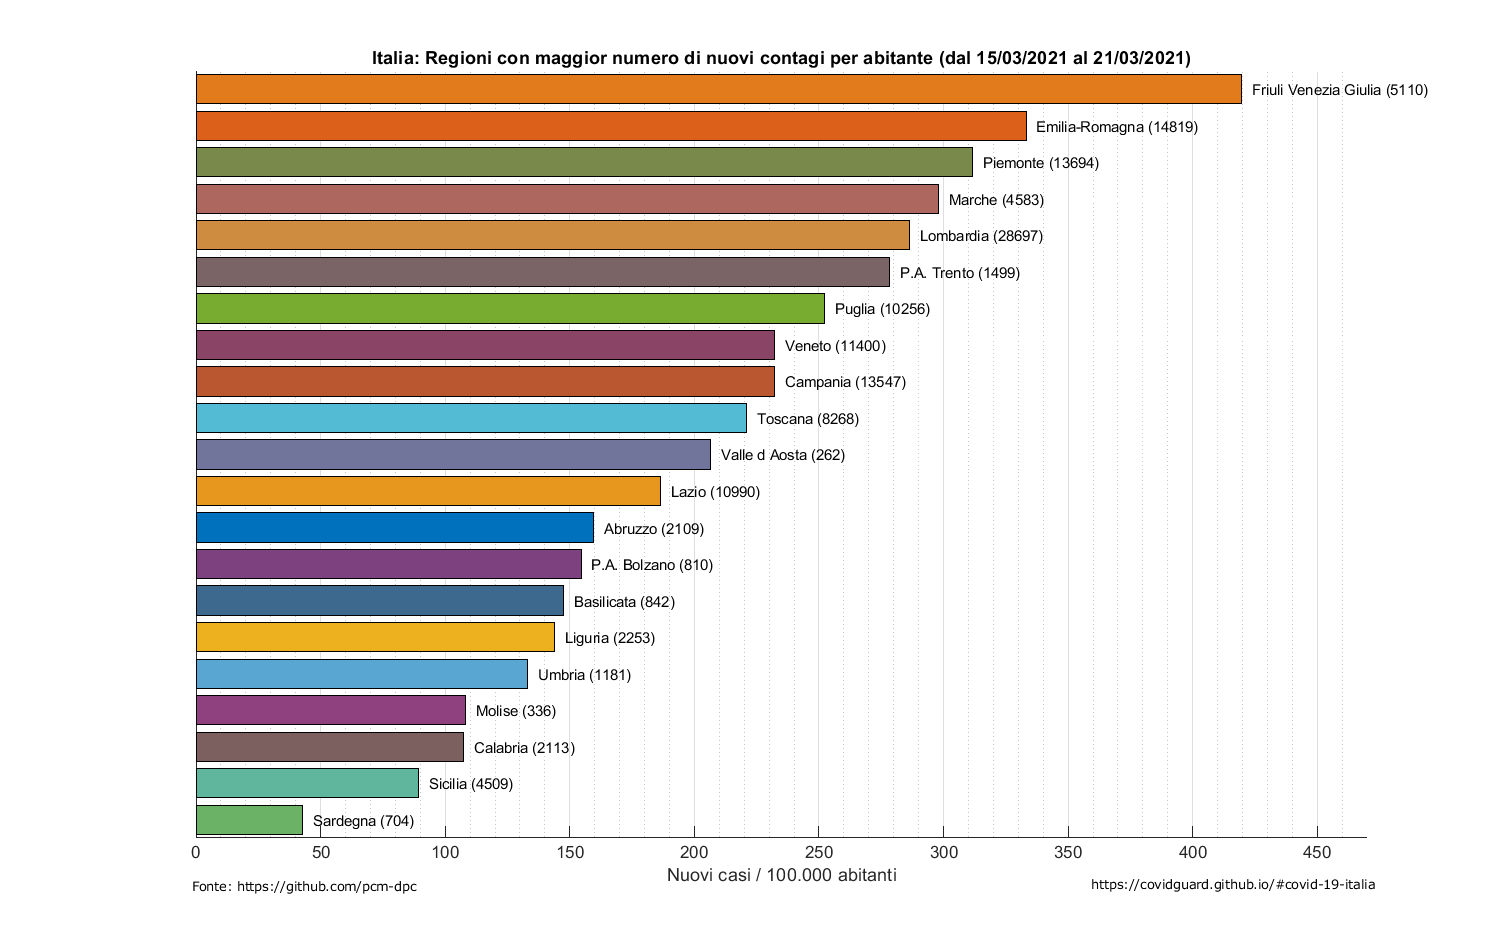 Italia: Regioni con maggior numero di nuovi contagi per abitante (dal 15/03/2021 al 21/03/2021)
Friuli Venezia Giulia (5110)
Emilia-Romagna (14819)
Piemonte (13694)
Marche (4583)
Lombardia (28697)
P.A. Trento (1499)
Puglia (10256)
Veneto (11400)
Campania (13547)
Toscana (8268)
Valle d Aosta (262)
Lazio (10990)
Abruzzo (2109)
P.A. Bolzano (810)
Basilicata (842)
Liguria (2253)
Umbria (1181)
Molise (336)
Calabria (2113)
Sicilia (4509)
Sardegna (704)
0 50 100 150 200 250 300 350 400 450
Nuovi casi / 100.000 abitanti
Fonte: https://github.com/pcm-dpc
https://covidguard.github.io/#covid-19-italia